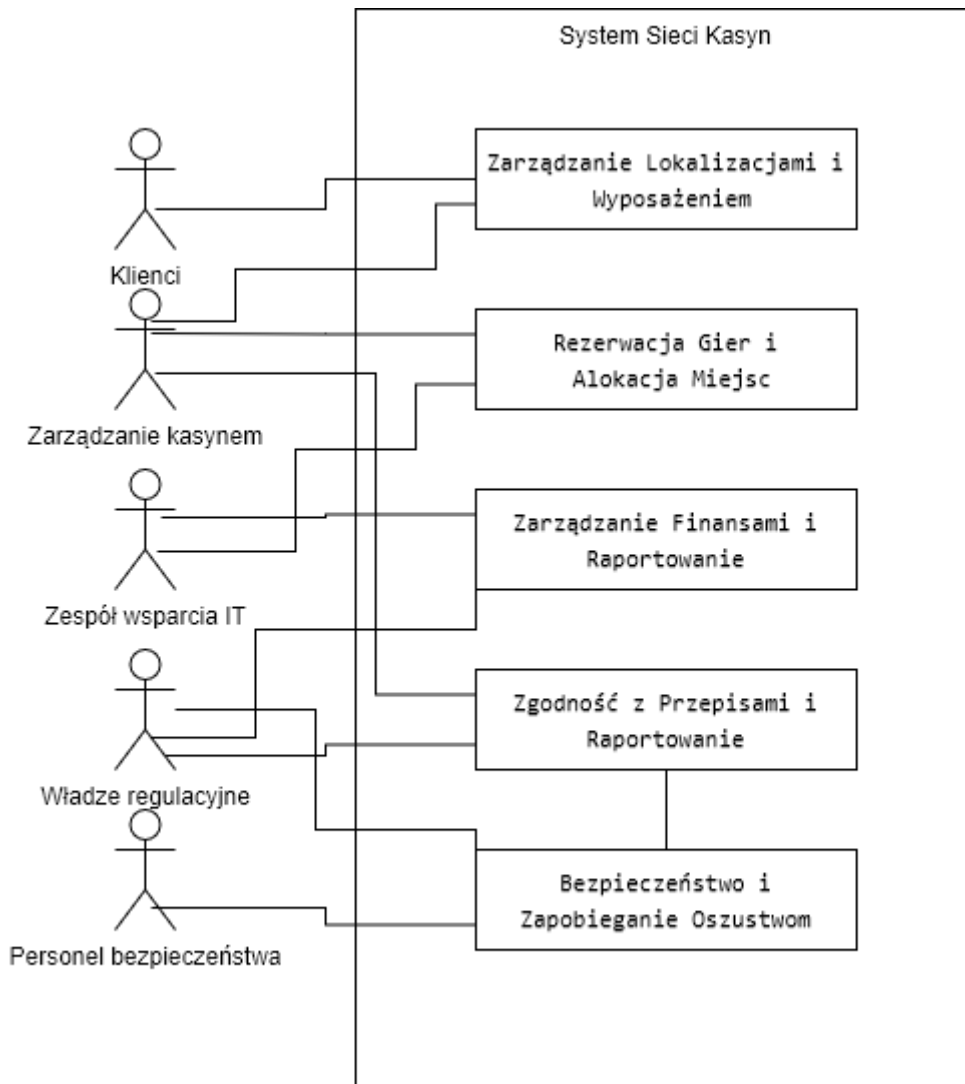 System Sieci Kasyn
Zarządzanie Lokalizacjami i
Wyposażeniem
Klienci
Rezerwacja Gier i
Alokacja Miejsc
Zarządzanie kasynem
Zarządzanie Finansami i
Raportowanie
Zespół wsparcia IT
Zgodność z Przepisami i
Raportowanie
Władze regulacyjne
Bezpieczeństwo i
Zapobieganie Oszustwom
Personel bezpieczeństwa